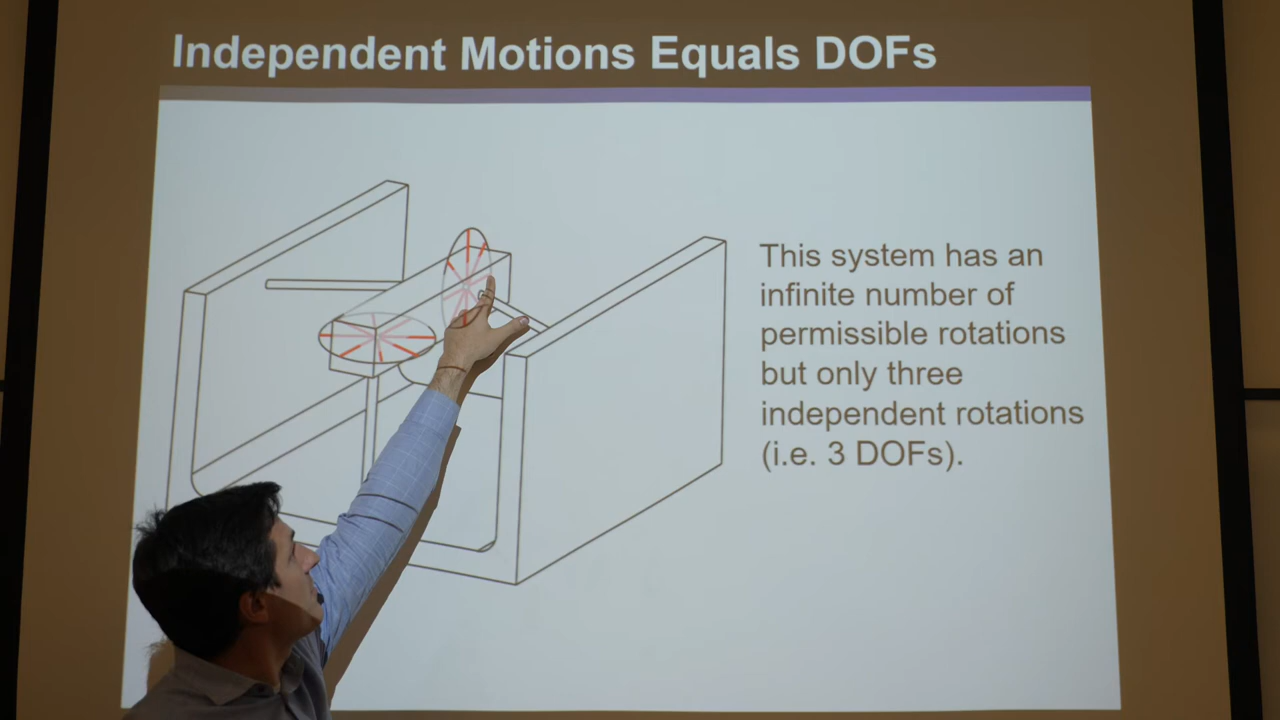 Independent Motions Equals DOFs
This system has an
infinite number of
permissible rotations
but only three
independent rotations
(i.e. 3 DOFs).